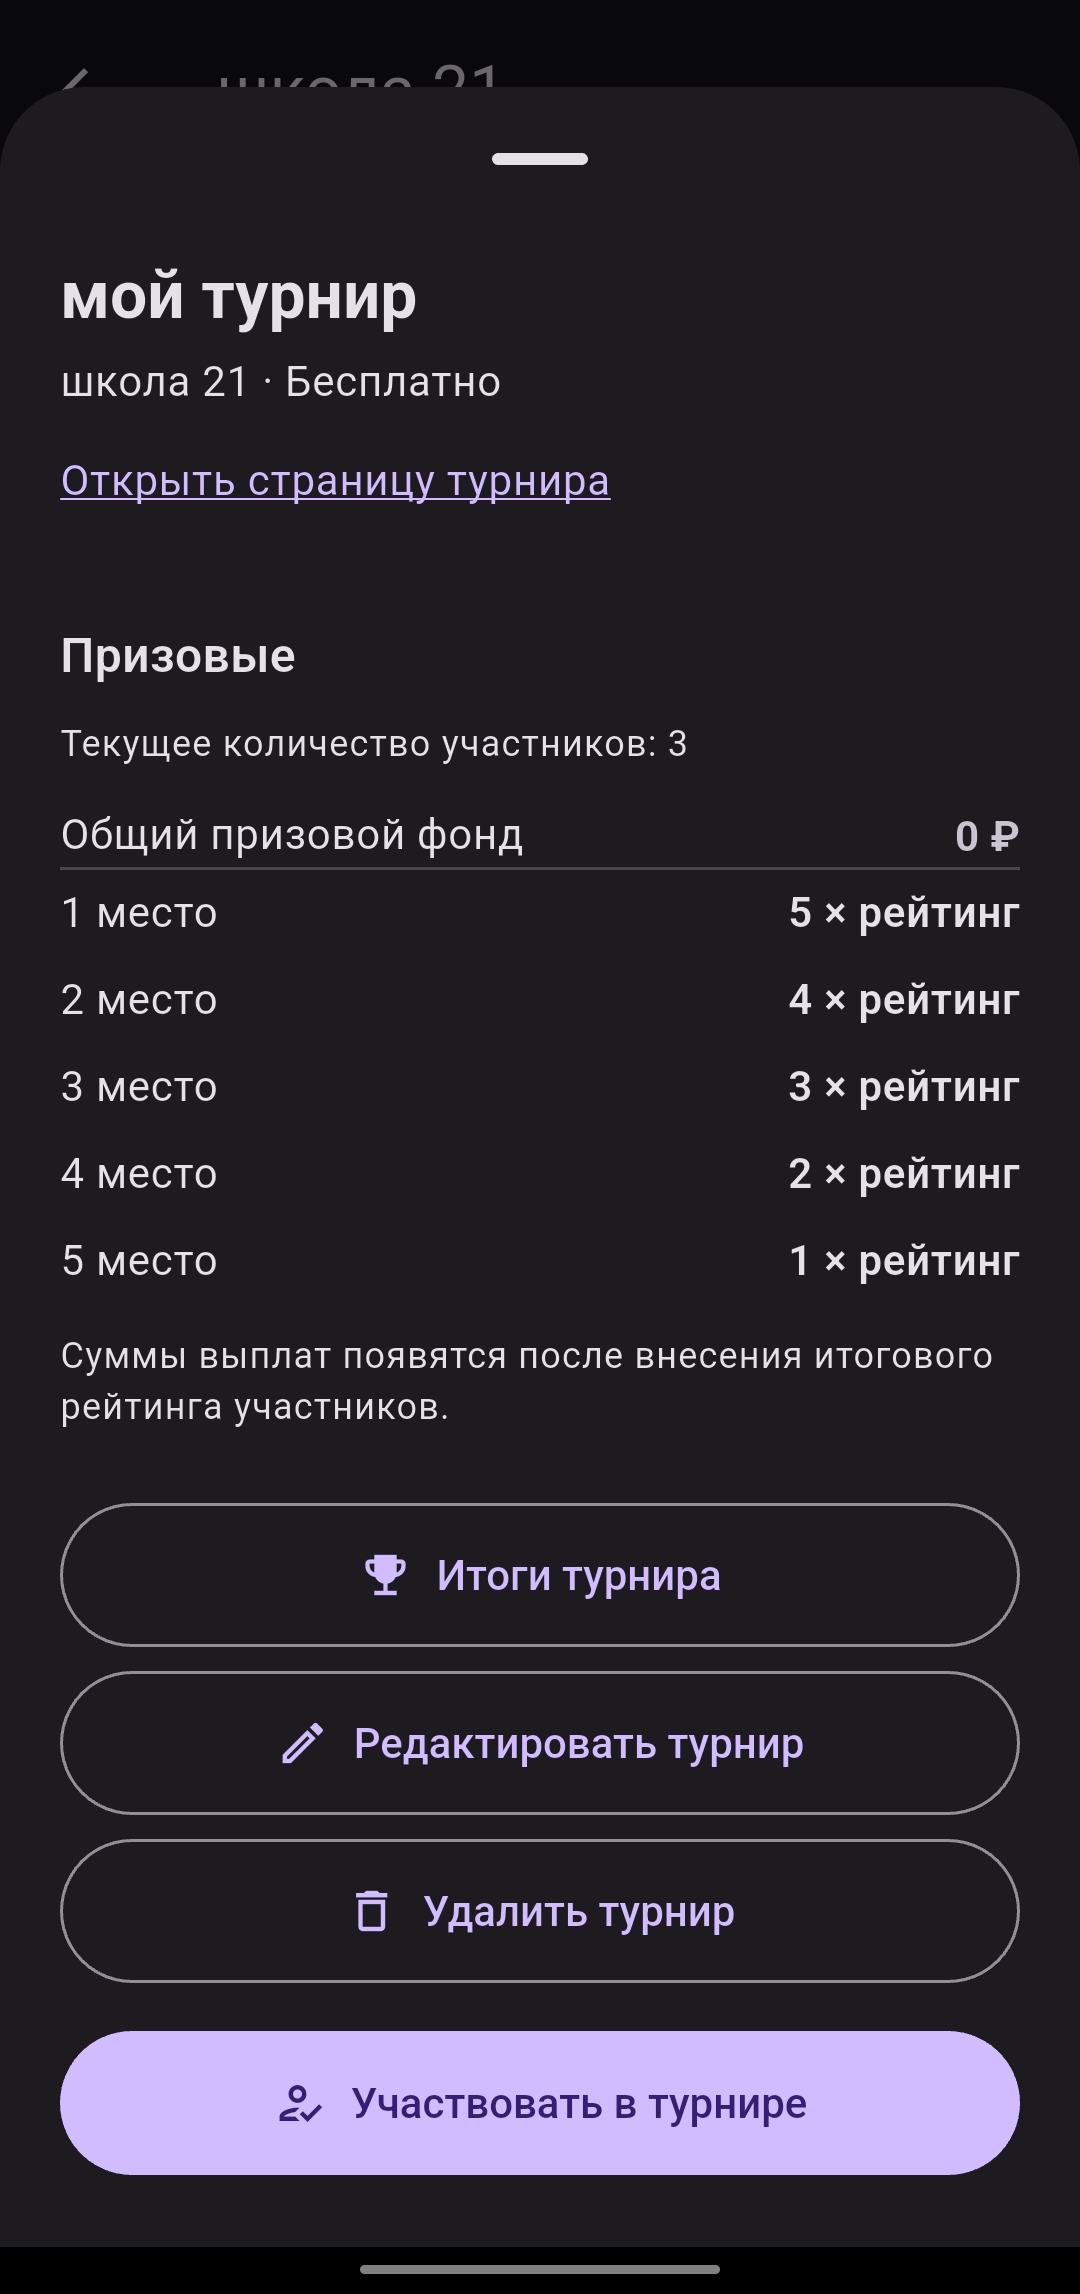 школа 21
мой турнир
школа 21 · Бесплатно
Открыть страницу турнира
Призовые
Текущее количество участников: 3
Общий призовой фонд 0 ₽
1 место 5 × рейтинг
2 место 4 × рейтинг
3 место 3 × рейтинг
4 место 2 × рейтинг
5 место 1 × рейтинг
Суммы выплат появятся после внесения итогового
рейтинга участников.
Итоги турнира
Редактировать турнир
Удалить турнир
Участвовать в турнире